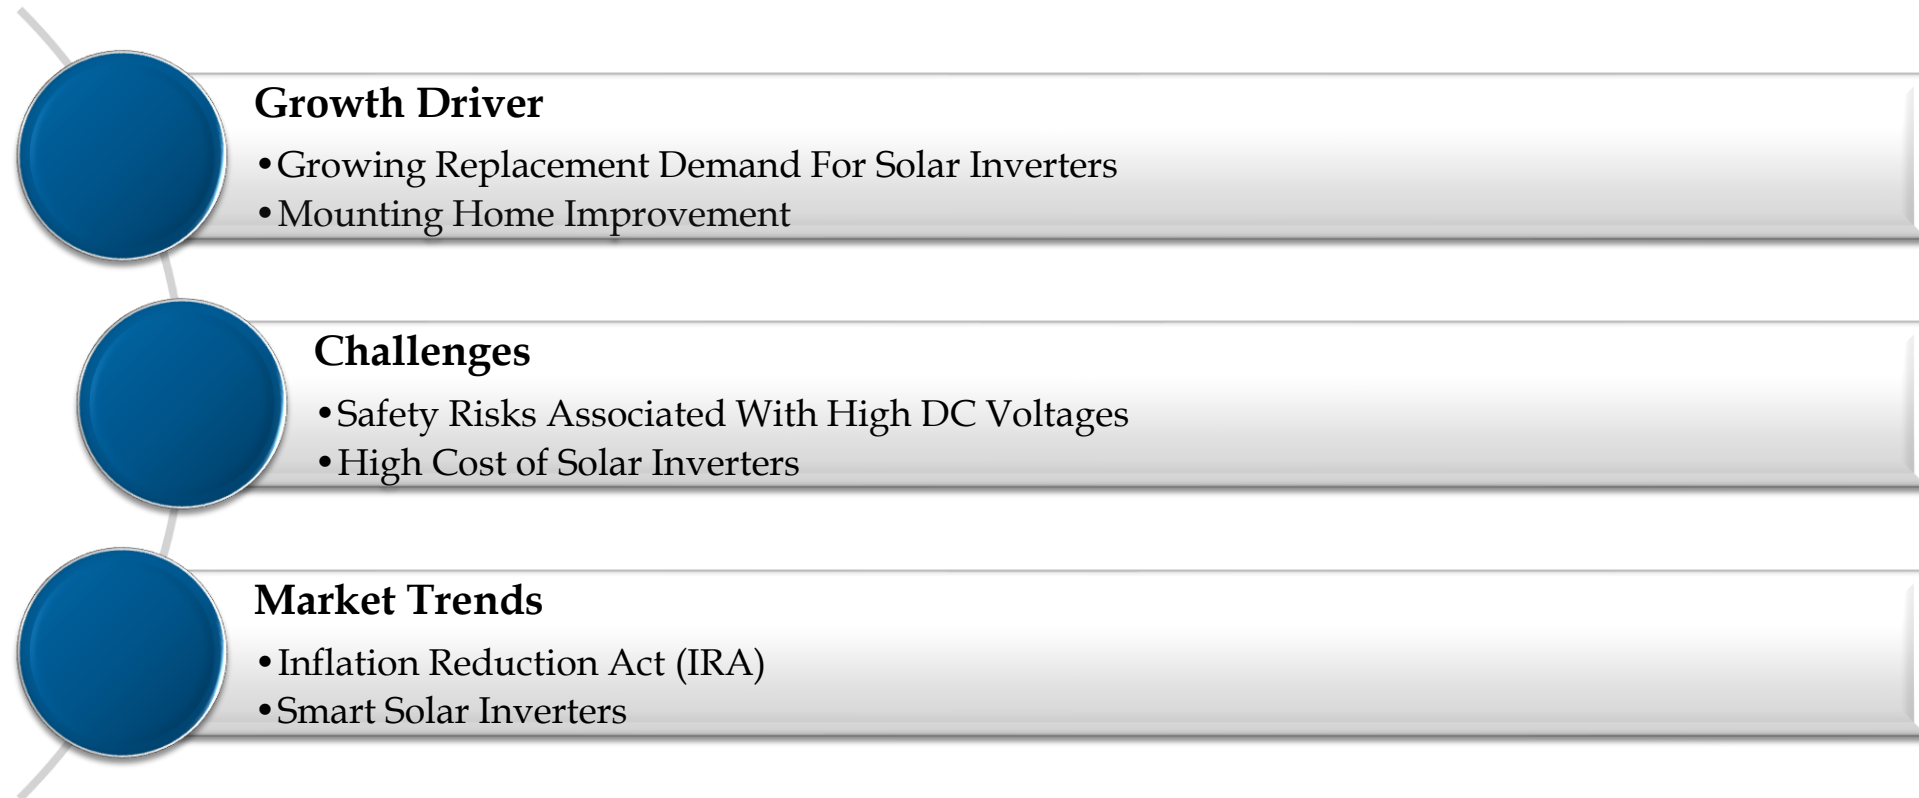 Growth Driver
•Growing Replacement Demand For Solar Inverters
•Mounting Home Improvement
Challenges
•Safety Risks Associated With High DC Voltages
•High Cost of Solar Inverters
Market Trends
•Inflation Reduction Act (IRA)
•Smart Solar Inverters